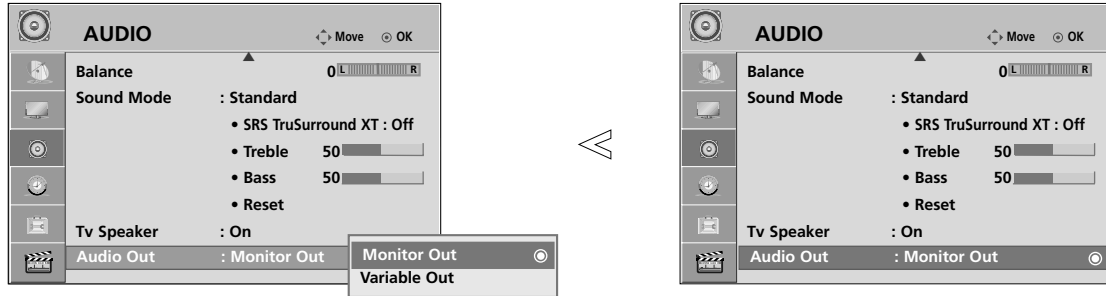 AUDIO
Move OK
Balance 0 L R
Sound Mode : Standard
• SRS TruSurround XT : Off
• Treble 50
• Bass 50
• Reset
Tv Speaker : On
Audio Out : Monitor Out
Monitor Out
Variable Out
AUDIO
Move OK
Balance 0 L R
Sound Mode : Standard
• SRS TruSurround XT : Off
• Treble 50
• Bass 50
• Reset
Tv Speaker : On
Audio Out : Monitor Out